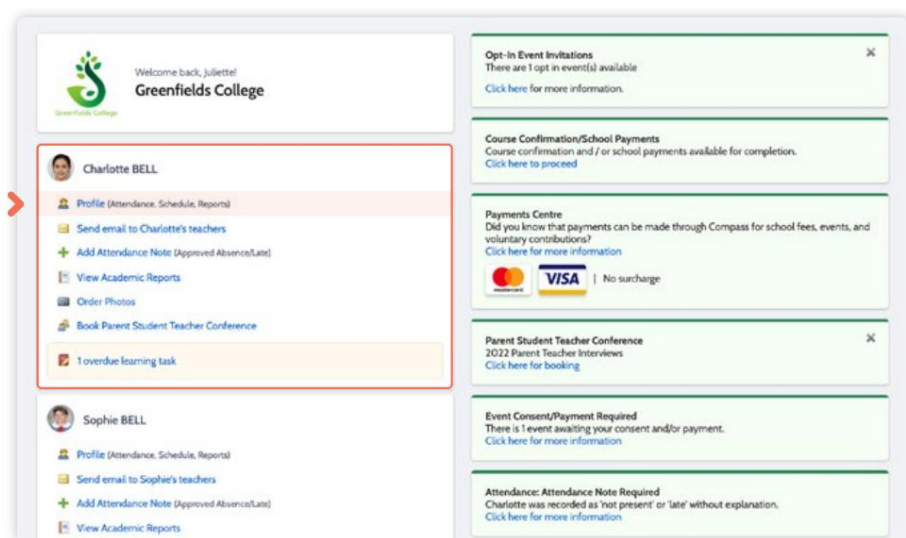 Welcome back, Juliette!
Greenfields College
Greenfields College
Charlotte BELL
Profile (Attendance, Schedule, Reports)
Send email to Charlotte's teachers
Add Attendance Note (Approved Absence/Late)
View Academic Reports
Order Photos
Book Parent Student Teacher Conference
1 overdue learning task
Sophie BELL
Profile (Attendance, Schedule, Reports)
Send email to Sophie's teachers
Add Attendance Note (Approved Absence/Late)
View Academic Reports
Opt-In Event Invitations
There are 1 opt in event(s) available
Click here for more information.
Course Confirmation/School Payments
Course confirmation and / or school payments available for completion.
Click here to proceed
Payments Centre
Did you know that payments can be made through Compass for school fees, events, and
voluntary contributions?
Click here for more information
mastercard VISA | No surcharge
Parent Student Teacher Conference
2022 Parent Teacher Interviews
Click here for booking
Event Consent/Payment Required
There is 1 event awaiting your consent and/or payment.
Click here for more information
Attendance: Attendance Note Required
Charlotte was recorded as 'not present' or 'late' without explanation.
Click here for more information